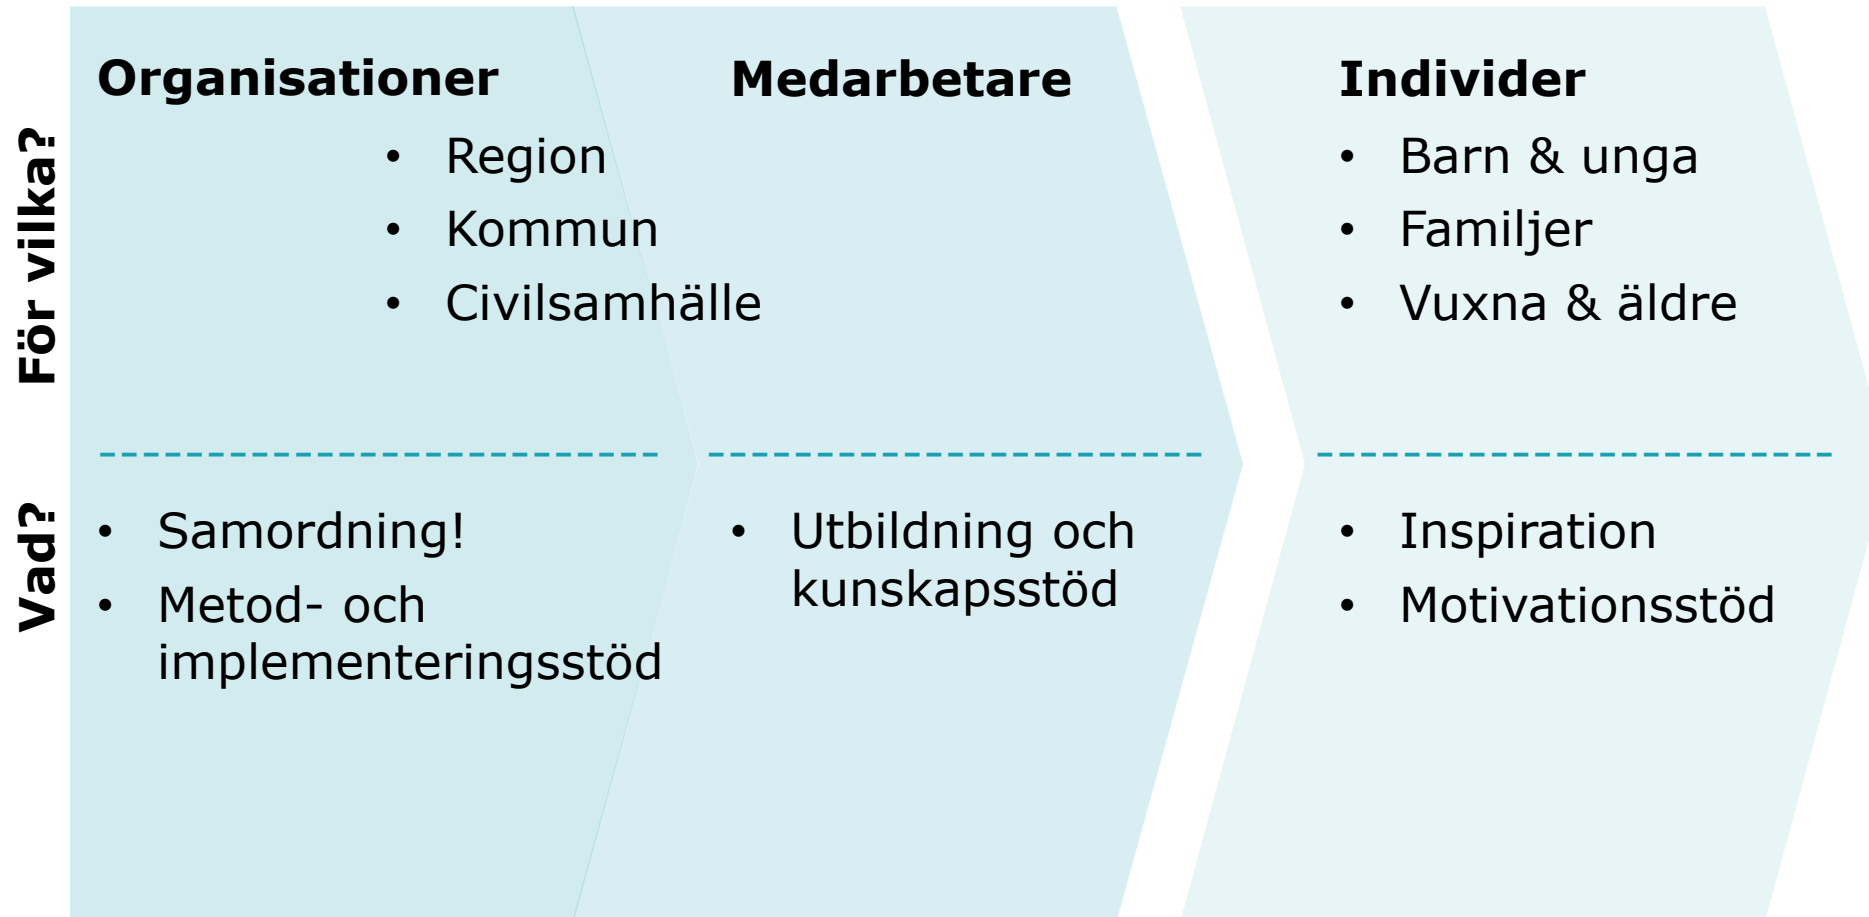 För vilka?
Organisationer
Medarbetare
• Region
• Kommun
• Civilsamhälle
Individer
• Barn & unga
• Familjer
• Vuxna & äldre
Vad?
• Samordning!
• Metod- och
implementeringsstöd
• Utbildning och
kunskapsstöd
• Inspiration
• Motivationsstöd